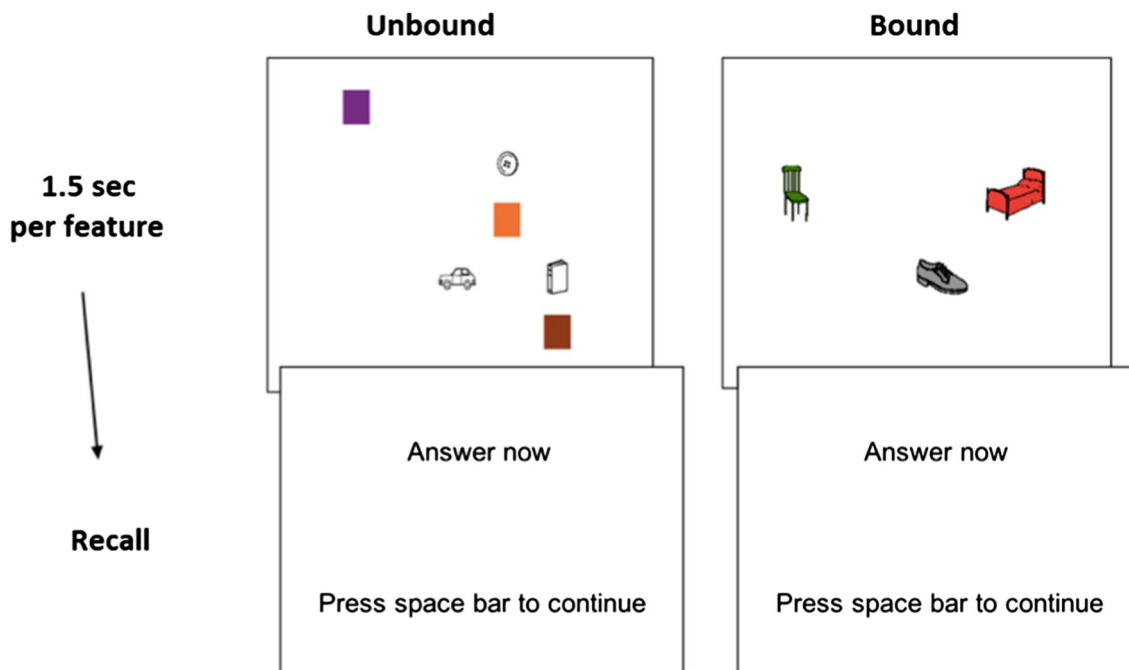 Unbound
Bound
1.5 sec
per feature
Answer now
Answer now
Recall
Press space bar to continue
Press space bar to continue